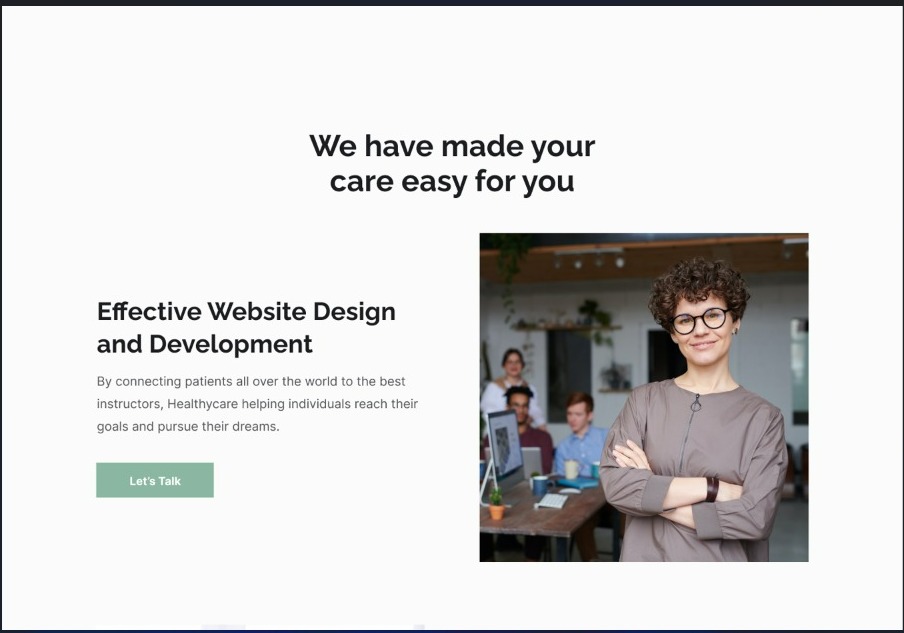 We have made your
care easy for you
Effective Website Design
and Development
By connecting patients all over the world to the best
instructors, Healthycare helping individuals reach their
goals and pursue their dreams.
Let's Talk